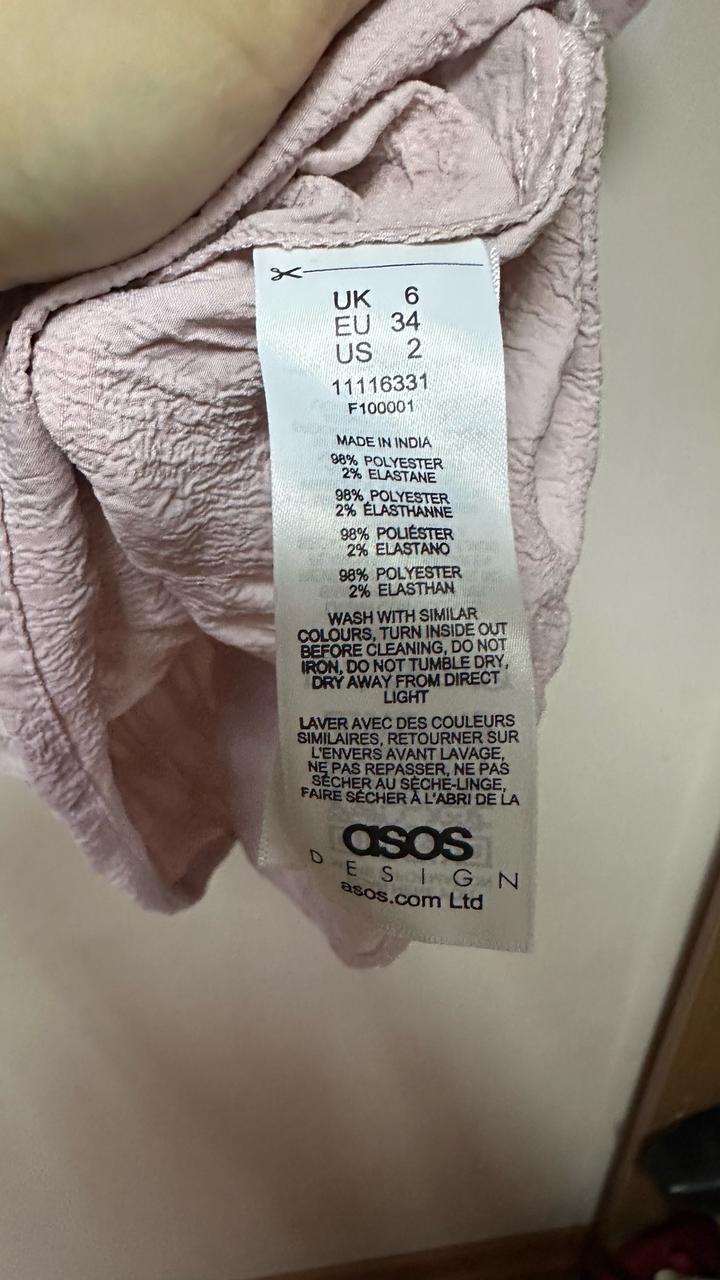 UK 6
EU 34
US 2
11116331
F100001
MADE IN INDIA
98% POLYESTER
2% ELASTANE
98% POLYESTER
2% ÉLASTHANNE
98% POLIÉSTER
2% ELASTANO
98% POLYESTER
2% ELASTHAN
WASH WITH SIMILAR
COLOURS, TURN INSIDE OUT
BEFORE CLEANING, DO NOT
IRON, DO NOT TUMBLE DRY,
DRY AWAY FROM DIRECT
LIGHT
LAVER AVEC DES COULEURS
SIMILAIRES, RETOURNER SUR
L'ENVERS AVANT LAVAGE,
NE PAS REPASSER, NE PAS
SÉCHER AU SÈCHE-LINGE,
FAIRE SÉCHER À L'ABRI DE LA
asos
DESIGN
asos.com Ltd